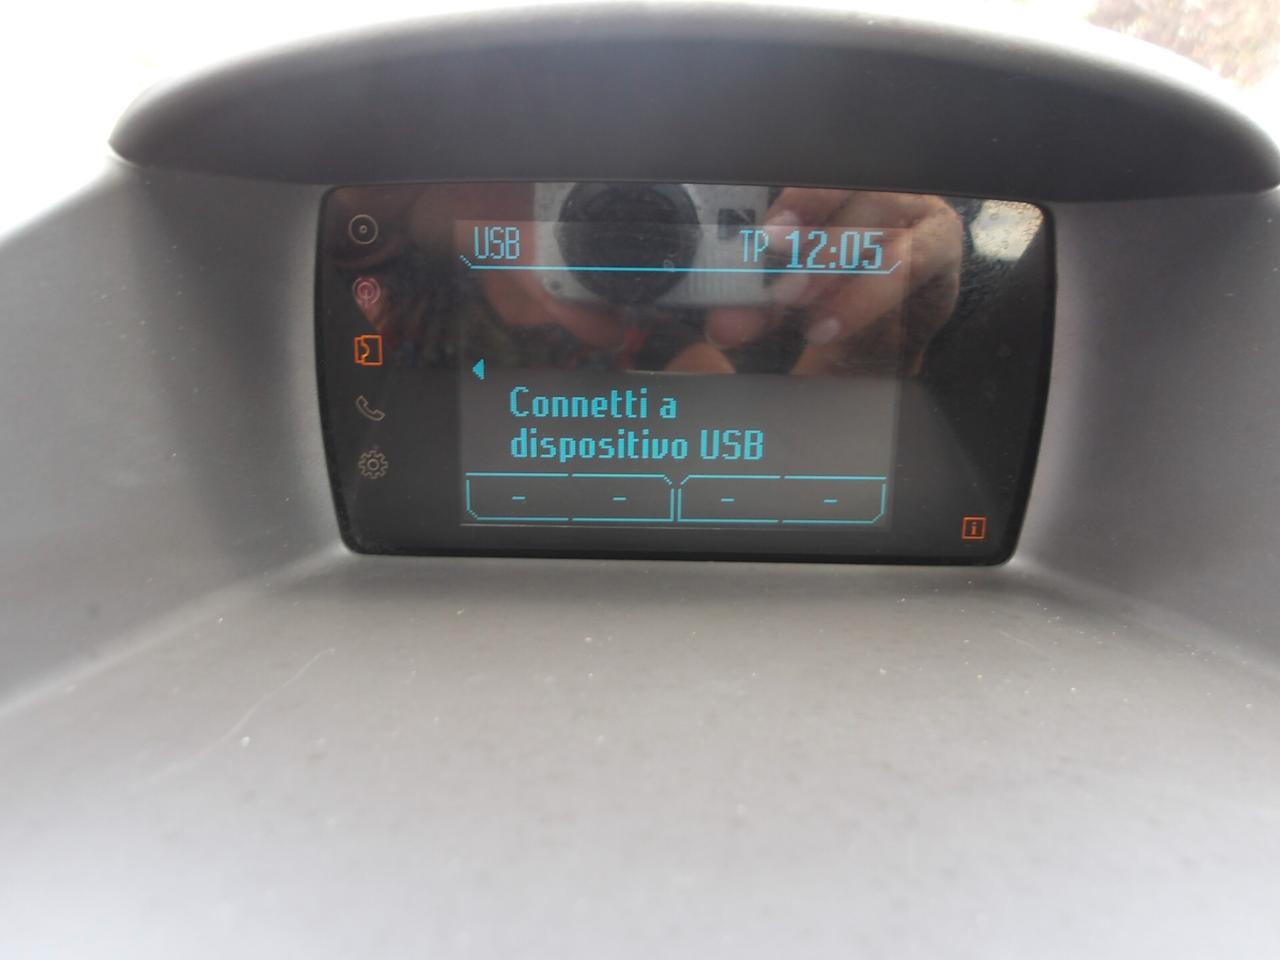 USB TP 12:05
Connetti a
dispositivo USB
- - - -
i